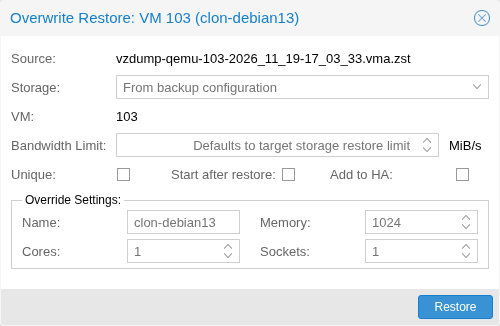 Overwrite Restore: VM 103 (clon-debian13)
Source: vzdump-qemu-103-2026_11_19-17_03_33.vma.zst
Storage: From backup configuration
VM: 103
Bandwidth Limit: Defaults to target storage restore limit MiB/s
Unique: Start after restore: Add to HA:
Override Settings:
Name: clon-debian13 Memory: 1024
Cores: 1 Sockets: 1
Restore